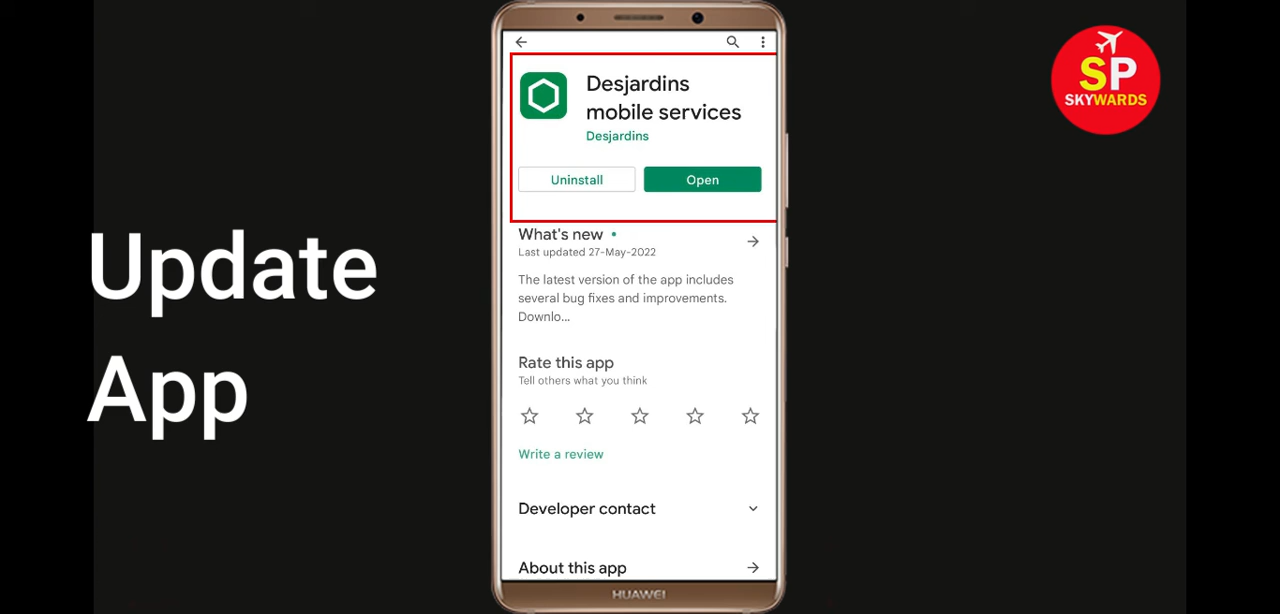 Update
App
Desjardins
mobile services
Desjardins
Uninstall
Open
What's new
Last updated 27-May-2022
The latest version of the app includes
several bug fixes and improvements.
Downlo...
Rate this app
Tell others what you think
Write a review
Developer contact
About this app
HUAWEI
SP
SKYWARDS